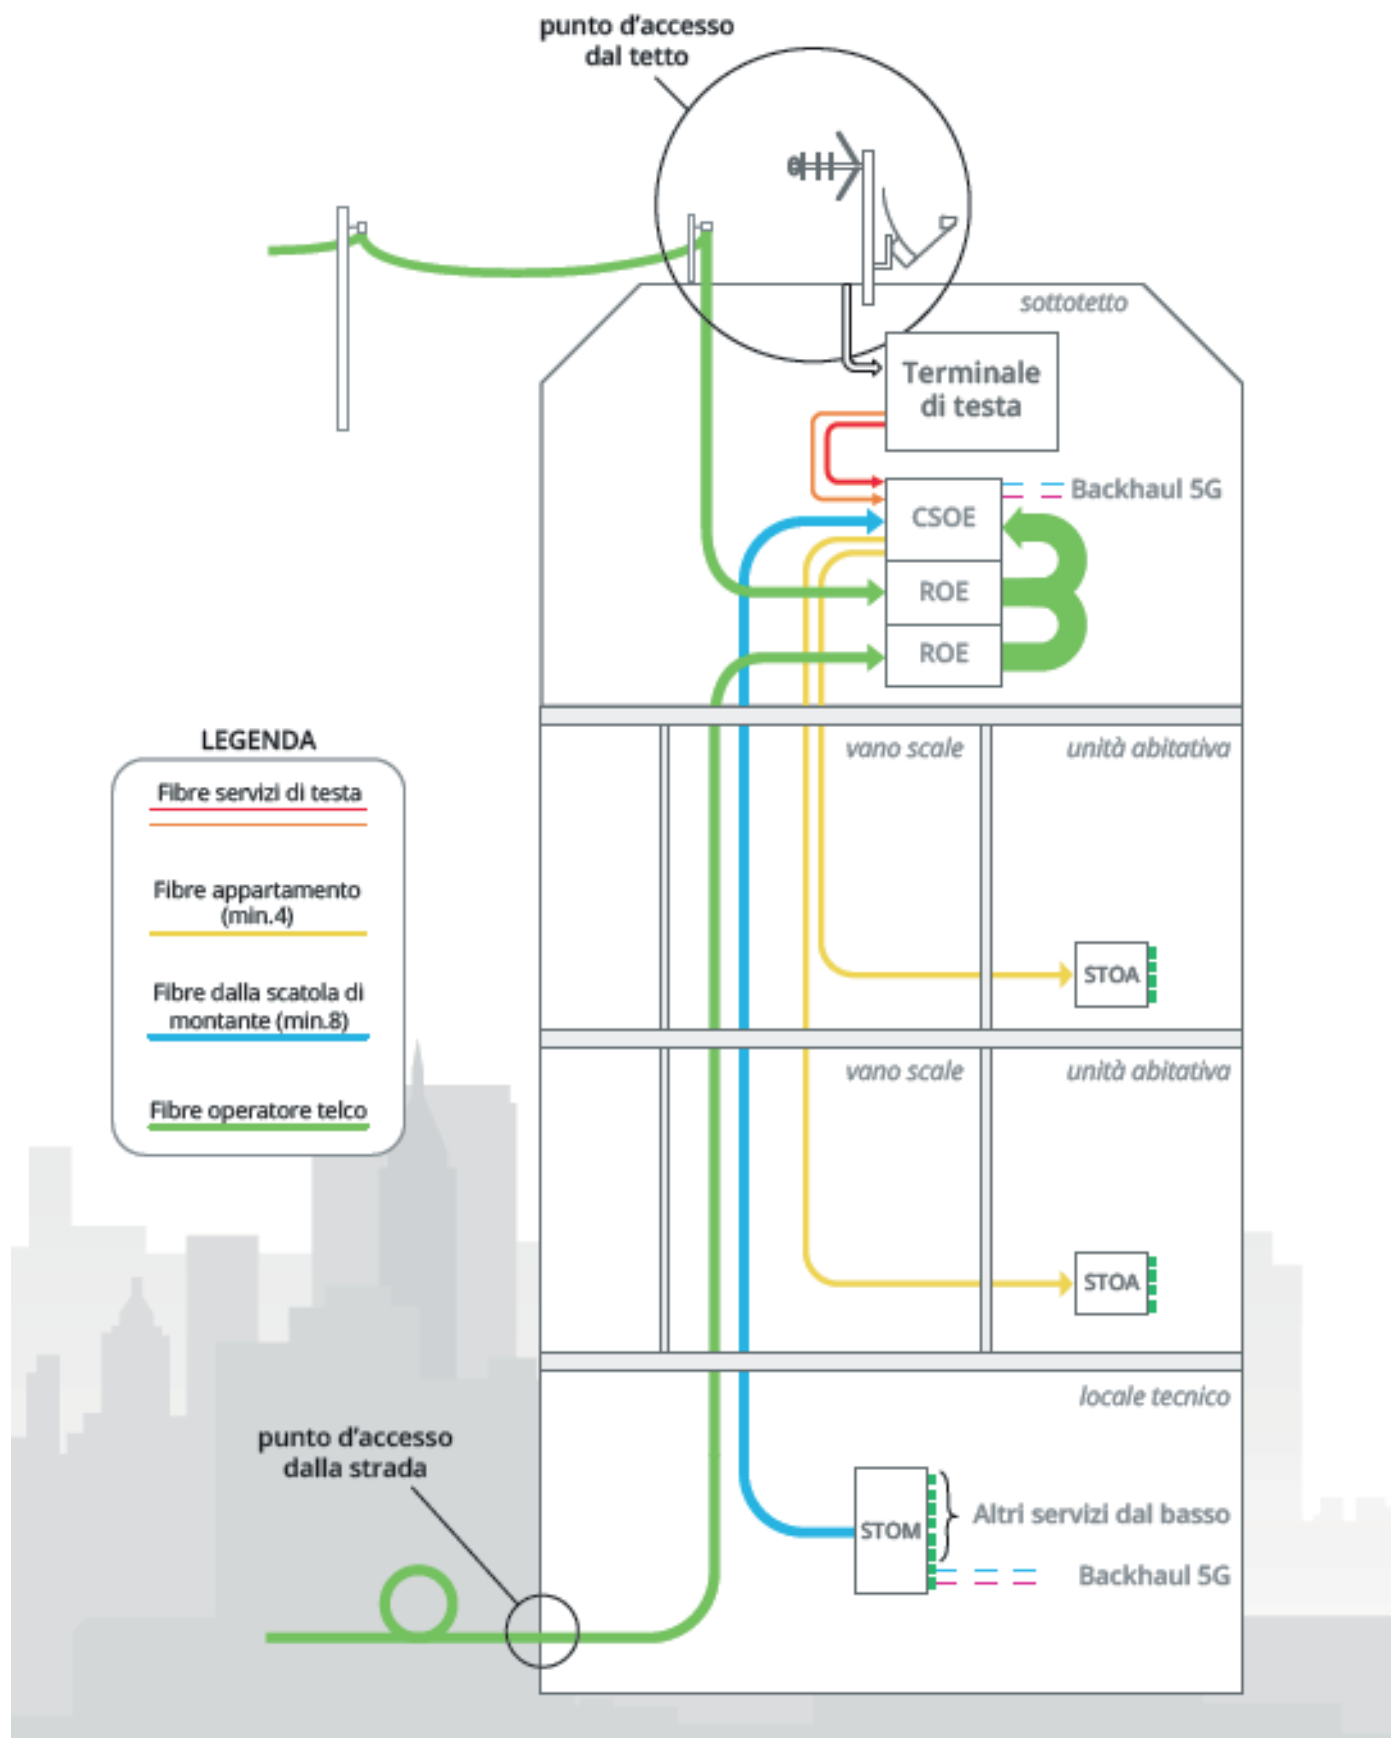 punto d'accesso
dal tetto
sottotetto
Terminale
di testa
Backhaul 5G
CSOE
ROE
ROE
LEGENDA
Fibre servizi di testa
Fibre appartamento
(min.4)
Fibre dalla scatola di
montante (min.8)
Fibre operatore telco
vano scale
unità abitativa
STOA
vano scale
unità abitativa
STOA
locale tecnico
punto d'accesso
dalla strada
STOM
Altri servizi dal basso
Backhaul 5G